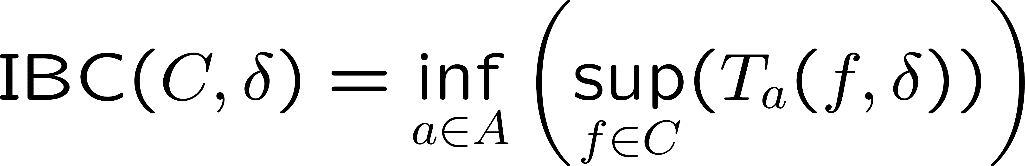 IBC(C, δ) = inf_{a∈A} ( sup_{f∈C} (T_a(f, δ)) )